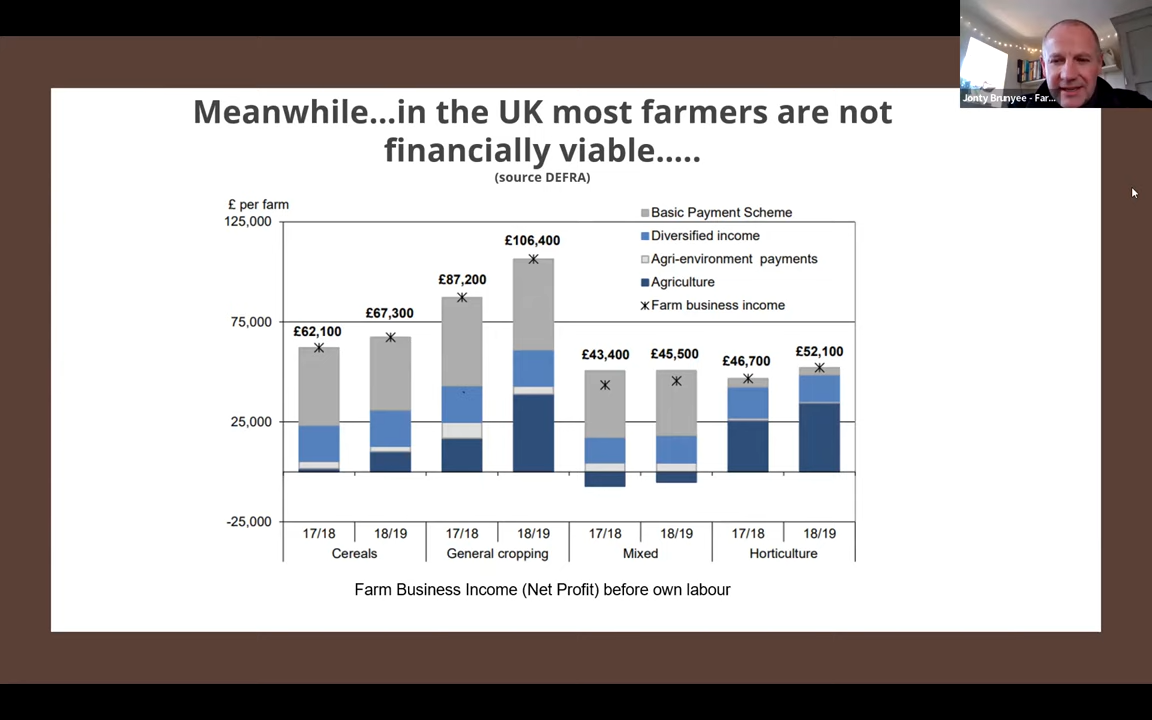 Jonty Brunyee - Far...
Meanwhile...in the UK most farmers are not
financially viable.....
(source DEFRA)
£ per farm
125,000
75,000
25,000
-25,000
Basic Payment Scheme
Diversified income
Agri-environment payments
Agriculture
Farm business income
£62,100
£67,300
£87,200
£106,400
£43,400
£45,500
£46,700
£52,100
17/18 18/19 17/18 18/19 17/18 18/19 17/18 18/19
Cereals General cropping Mixed Horticulture
Farm Business Income (Net Profit) before own labour